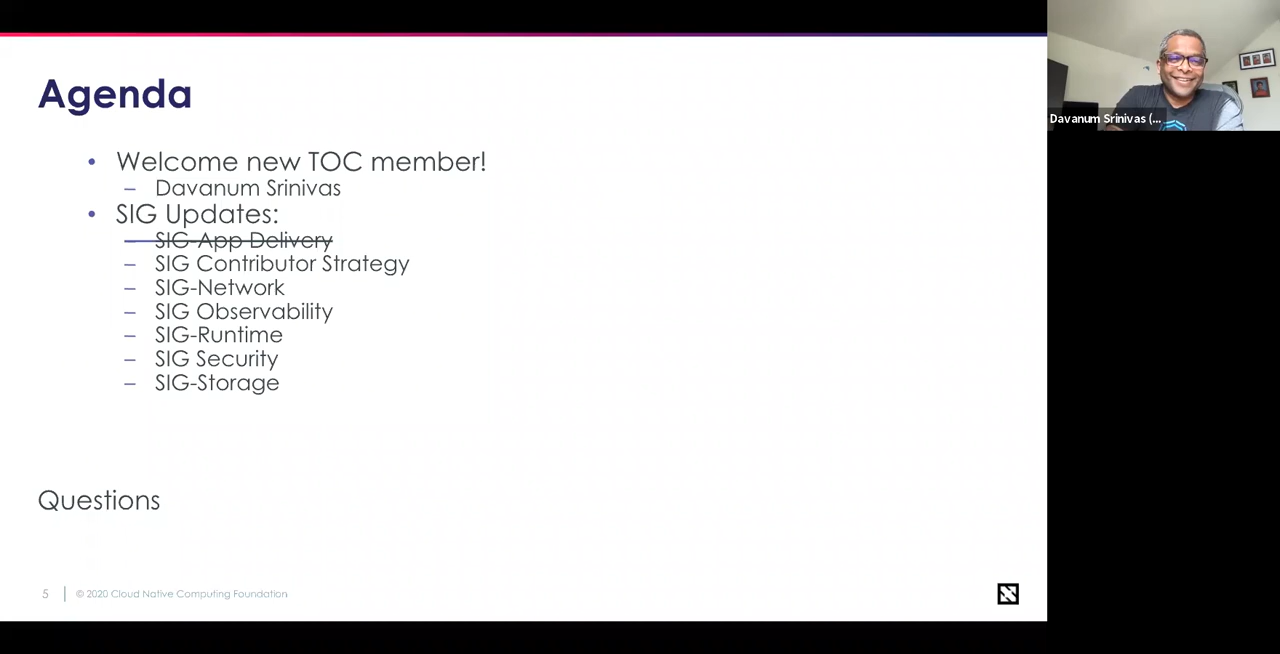 Agenda
• Welcome new TOC member!
– Davanum Srinivas
• SIG Updates:
– SIG-App Delivery
– SIG Contributor Strategy
– SIG-Network
– SIG Observability
– SIG-Runtime
– SIG Security
– SIG-Storage
Questions
5 © 2020 Cloud Native Computing Foundation
Davanum Srinivas (...